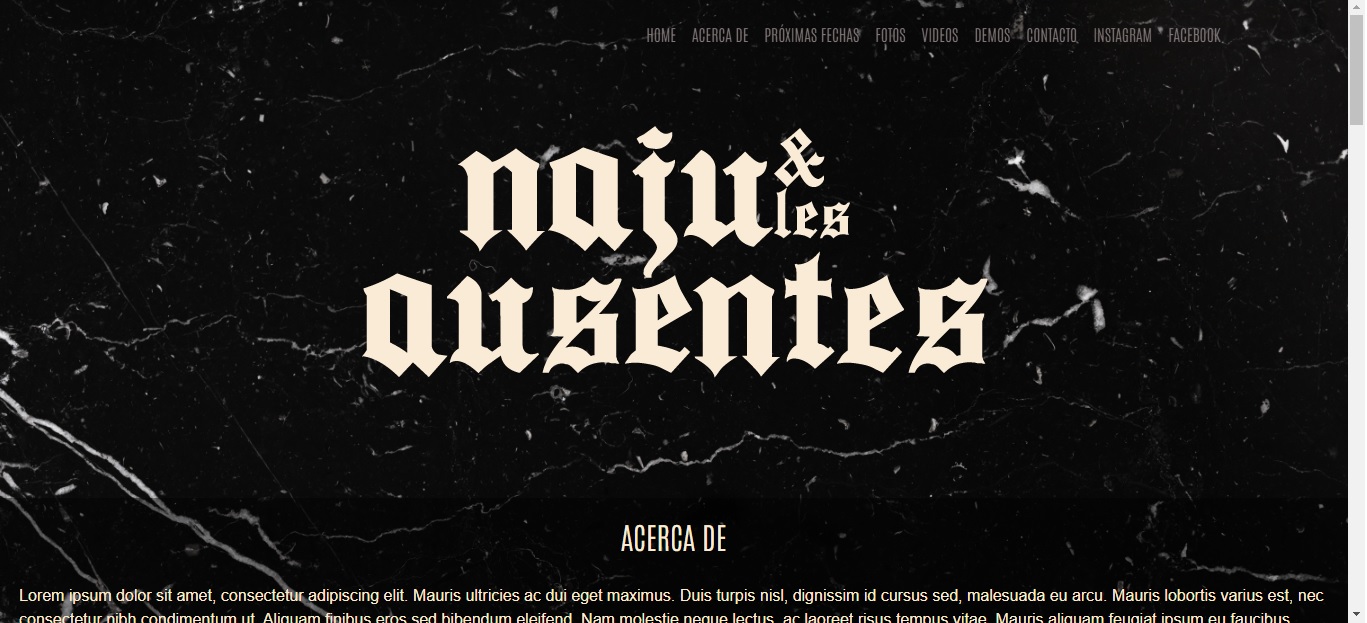 HOME ACERCA DE PRÓXIMAS FECHAS FOTOS VIDEOS DEMOS CONTACTO INSTAGRAM FACEBOOK
naju &
les
ausentes
ACERCA DE
Lorem ipsum dolor sit amet, consectetur adipiscing elit. Mauris ultricies ac dui eget maximus. Duis turpis nisl, dignissim id cursus sed, malesuada eu arcu. Mauris lobortis varius est, nec
consectetur nibh condimentum ut. Aliquam finibus eros sed bibendum eleifend. Nam molestie neque lectus, ac laoreet risus tempus vitae. Mauris aliquam feugiat ipsum eu faucibus.